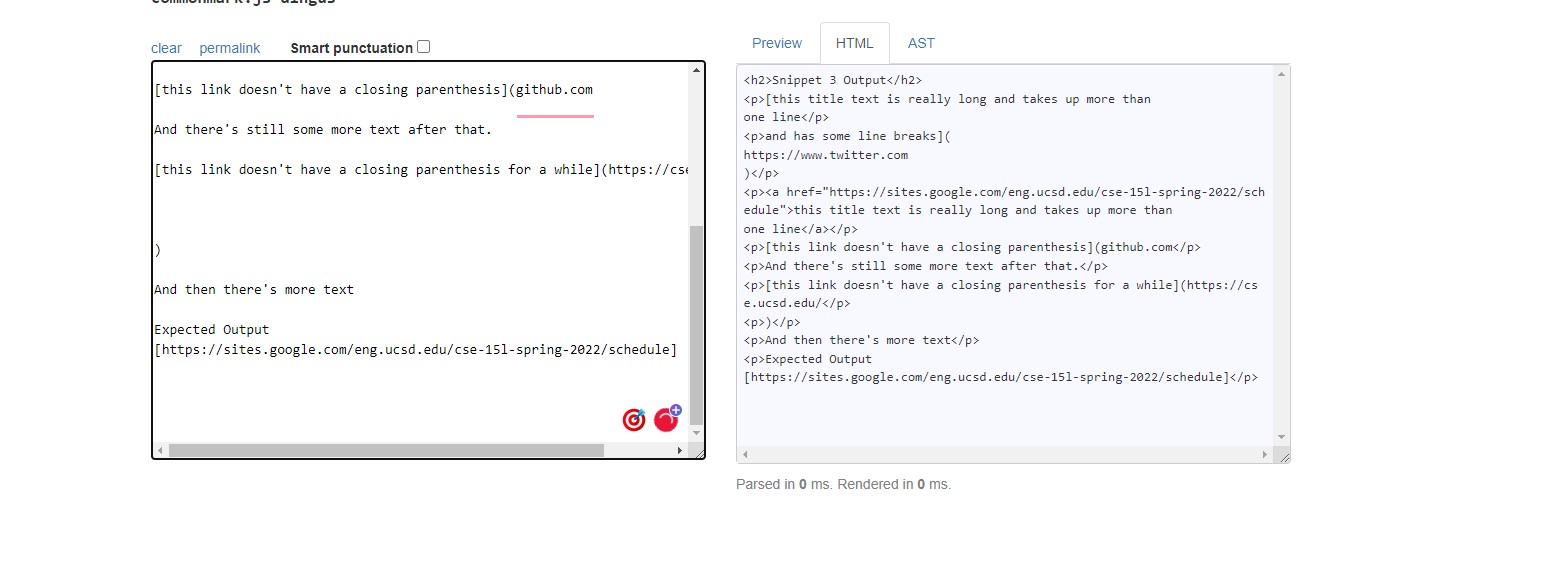 commonmark.js dingus
clear permalink Smart punctuation
[this link doesn't have a closing parenthesis](github.com
And there's still some more text after that.
[this link doesn't have a closing parenthesis for a while](https://cse
)
And then there's more text
Expected Output
[https://sites.google.com/eng.ucsd.edu/cse-15l-spring-2022/schedule]
Preview HTML AST
<h2>Snippet 3 Output</h2>
<p>[this title text is really long and takes up more than
one line</p>
<p>and has some line breaks](
https://www.twitter.com
)</p>
<p><a href="https://sites.google.com/eng.ucsd.edu/cse-15l-spring-2022/sch
edule">this title text is really long and takes up more than
one line</a></p>
<p>[this link doesn't have a closing parenthesis](github.com</p>
<p>And there's still some more text after that.</p>
<p>[this link doesn't have a closing parenthesis for a while](https://cs
e.ucsd.edu/</p>
<p>)</p>
<p>And then there's more text</p>
<p>Expected Output
[https://sites.google.com/eng.ucsd.edu/cse-15l-spring-2022/schedule]</p>
Parsed in 0 ms. Rendered in 0 ms.